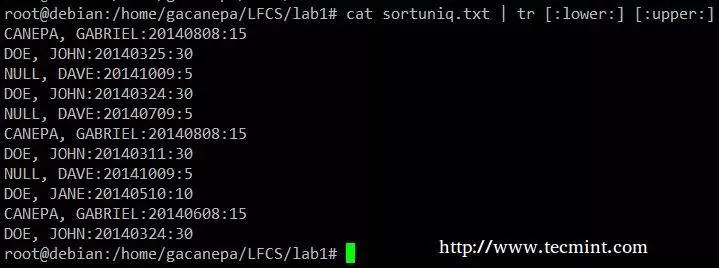 root@debian:/home/gacanepa/LFCS/lab1# cat sortuniq.txt | tr [:lower:] [:upper:]
CANEPA, GABRIEL:20140808:15
DOE, JOHN:20140325:30
NULL, DAVE:20141009:5
DOE, JOHN:20140324:30
NULL, DAVE:20140709:5
CANEPA, GABRIEL:20140808:15
DOE, JOHN:20140311:30
NULL, DAVE:20141009:5
DOE, JANE:20140510:10
CANEPA, GABRIEL:20140608:15
DOE, JOHN:20140324:30
root@debian:/home/gacanepa/LFCS/lab1#
http://www.tecmint.com